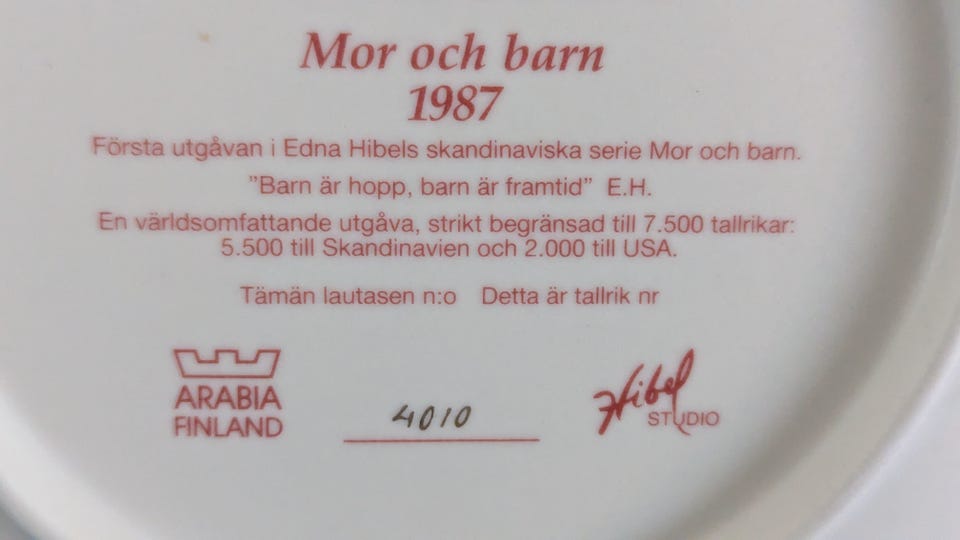 Mor och barn
1987
Första utgåvan i Edna Hibels skandinaviska serie Mor och barn.
"Barn är hopp, barn är framtid" E.H.
En världsomfattande utgåva, strikt begränsad till 7.500 tallrikar:
5.500 till Skandinavien och 2.000 till USA.
Tämän lautasen n:o Detta är tallrik nr
ARABIA
FINLAND
4010
Hibel
STUDIO